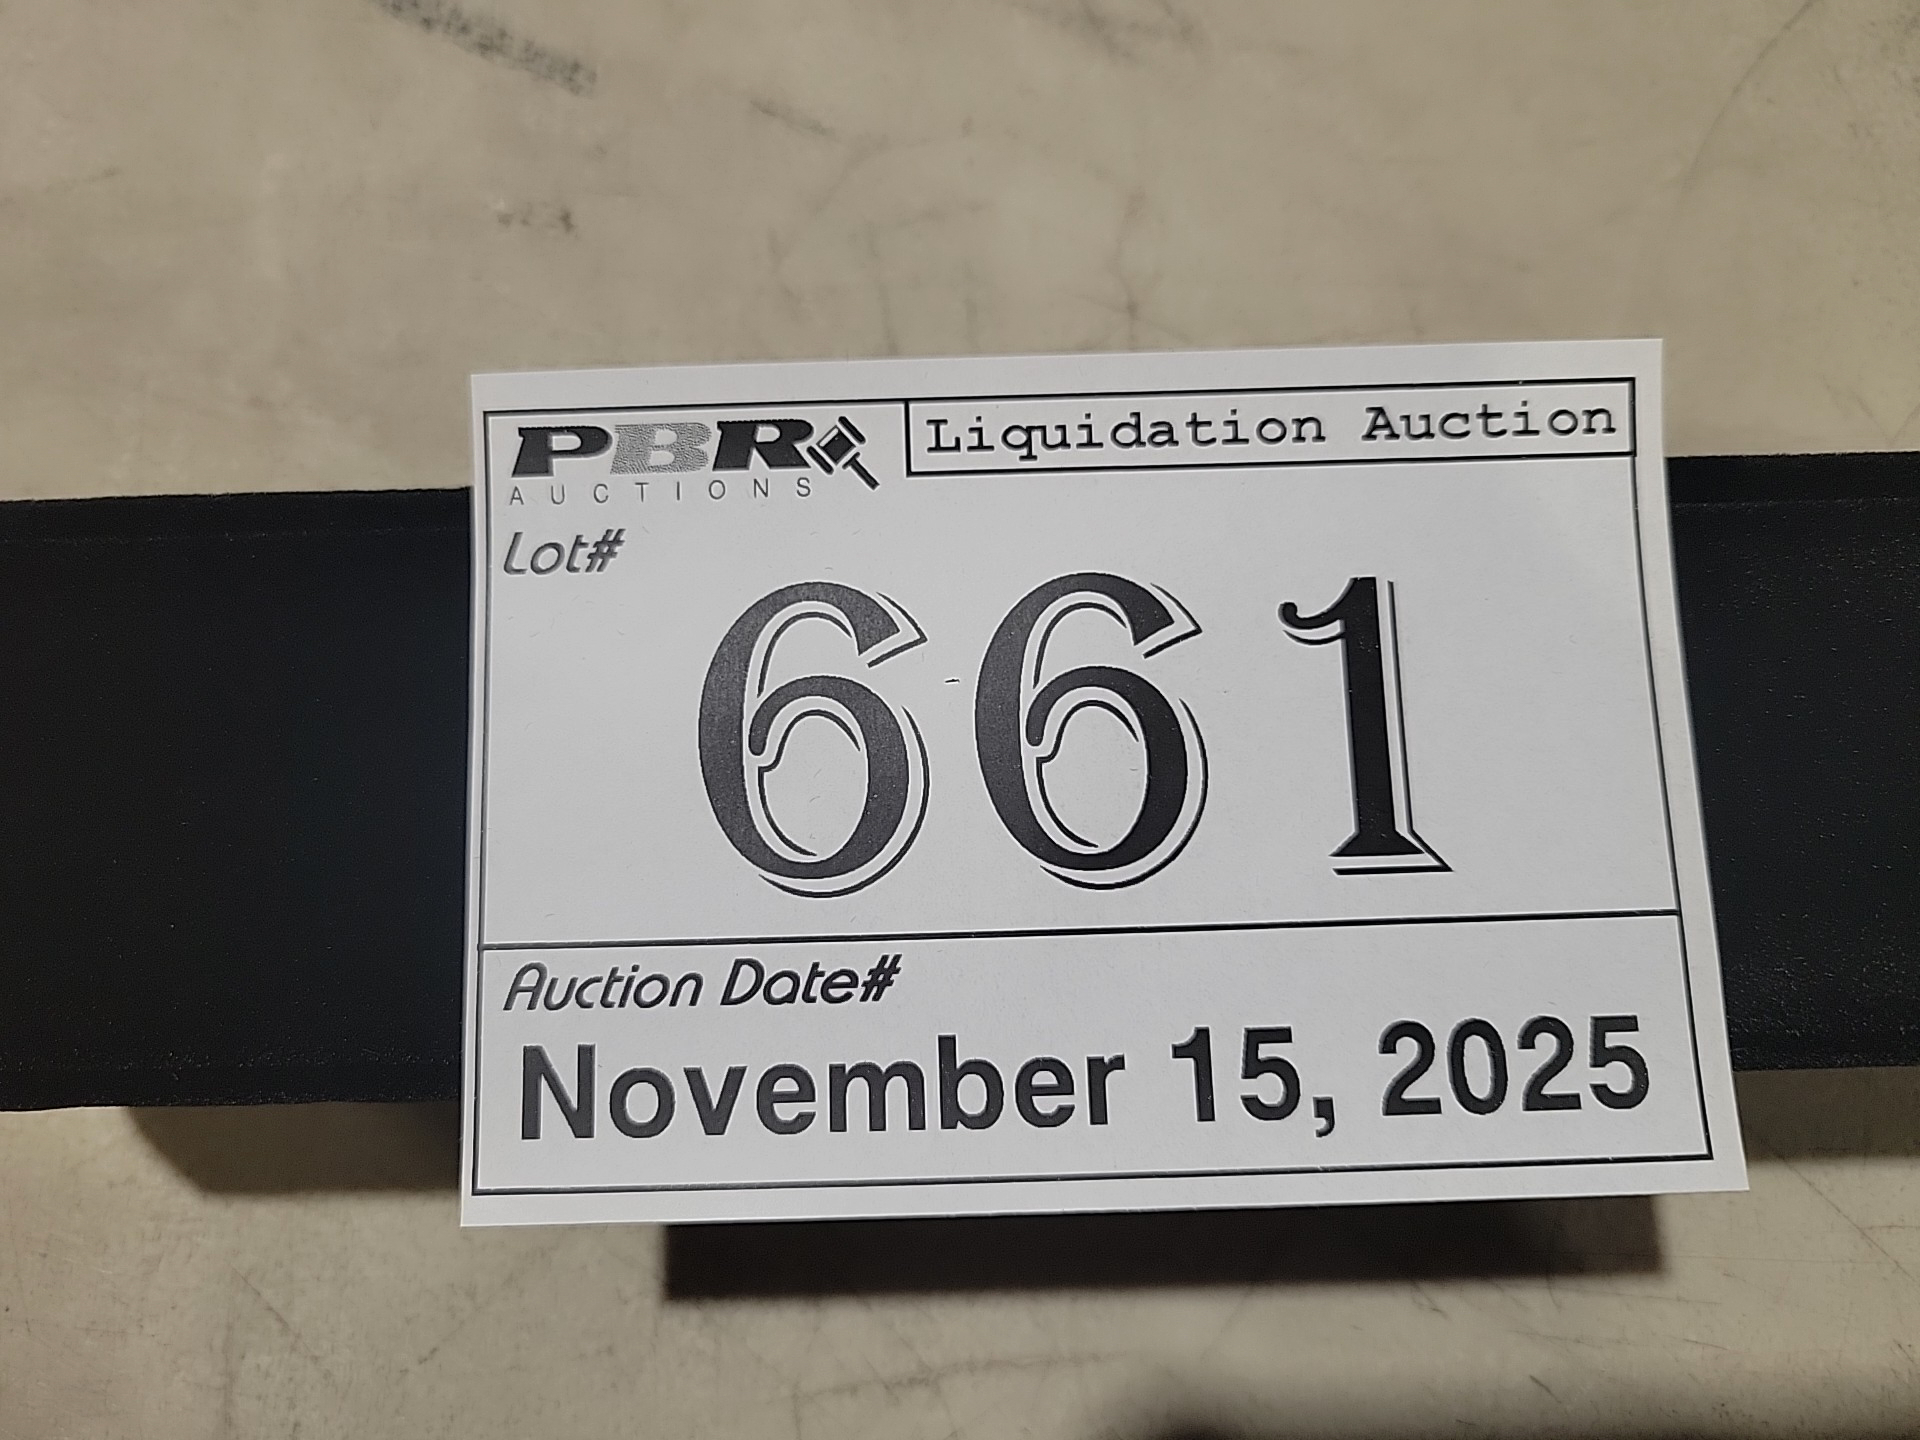 PBR
AUCTIONS
Liquidation Auction
Lot#
661
Auction Date#
November 15, 2025